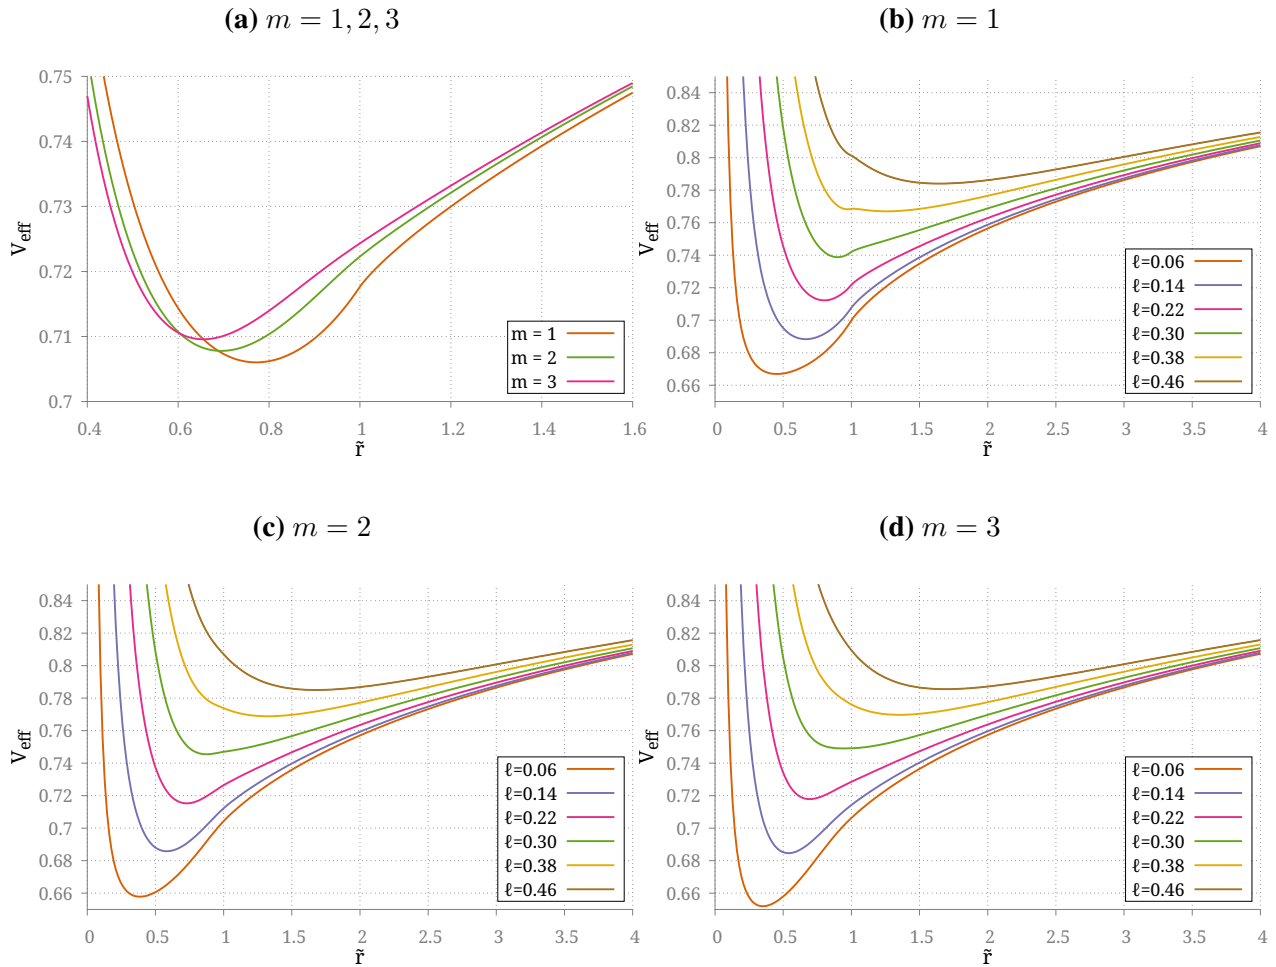 (a) m = 1, 2, 3
0.75
0.74
0.73
0.72
0.71
0.7
V_eff
0.4 0.6 0.8 1 1.2 1.4 1.6
r̃
m = 1
m = 2
m = 3
(b) m = 1
0.84
0.82
0.8
0.78
0.76
0.74
0.72
0.7
0.68
0.66
V_eff
0 0.5 1 1.5 2 2.5 3 3.5 4
r̃
ℓ=0.06
ℓ=0.14
ℓ=0.22
ℓ=0.30
ℓ=0.38
ℓ=0.46
(c) m = 2
0.84
0.82
0.8
0.78
0.76
0.74
0.72
0.7
0.68
0.66
V_eff
0 0.5 1 1.5 2 2.5 3 3.5 4
r̃
ℓ=0.06
ℓ=0.14
ℓ=0.22
ℓ=0.30
ℓ=0.38
ℓ=0.46
(d) m = 3
0.84
0.82
0.8
0.78
0.76
0.74
0.72
0.7
0.68
0.66
V_eff
0 0.5 1 1.5 2 2.5 3 3.5 4
r̃
ℓ=0.06
ℓ=0.14
ℓ=0.22
ℓ=0.30
ℓ=0.38
ℓ=0.46